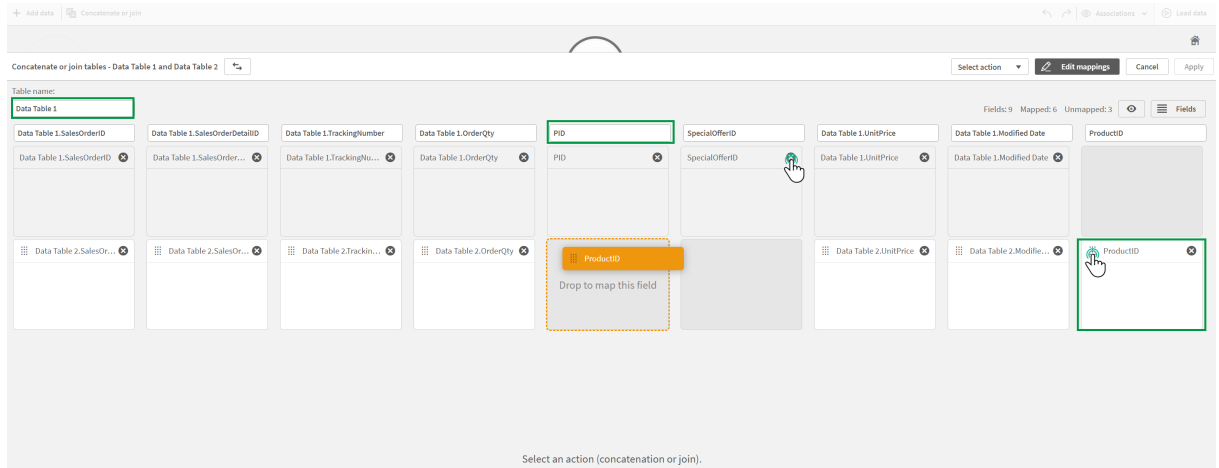 + Add data Concatenate or join Associations Load data
Concatenate or join tables - Data Table 1 and Data Table 2 Select action Edit mappings Cancel Apply
Table name:
Data Table 1 Fields: 9 Mapped: 6 Unmapped: 3 Fields
Data Table 1.SalesOrderID Data Table 1.SalesOrderDetailID Data Table 1.TrackingNumber Data Table 1.OrderQty PID SpecialOfferID Data Table 1.UnitPrice Data Table 1.Modified Date ProductID
Data Table 1.SalesOrderID Data Table 1.SalesOrder... Data Table 1.TrackingNu... Data Table 1.OrderQty PID SpecialOfferID Data Table 1.UnitPrice Data Table 1.Modified Date
Data Table 2.SalesOr... Data Table 2.SalesOr... Data Table 2.Trackin... Data Table 2.OrderQty ProductID Data Table 2.UnitPrice Data Table 2.Modifie... ProductID
Drop to map this field
Select an action (concatenation or join).